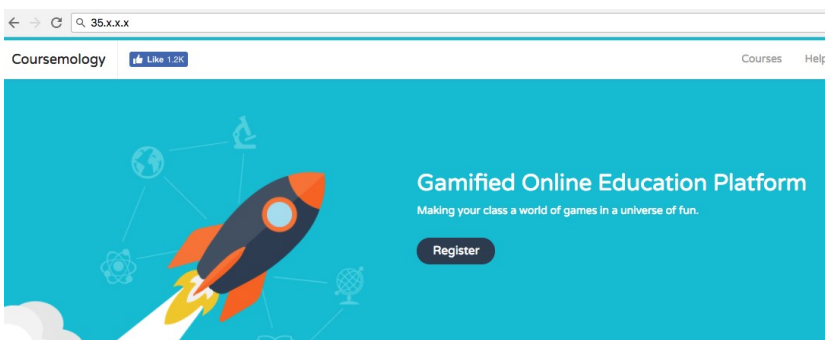 35.x.x.x
Coursemology
Like 1.2K
Courses
Help
Gamified Online Education Platform
Making your class a world of games in a universe of fun.
Register